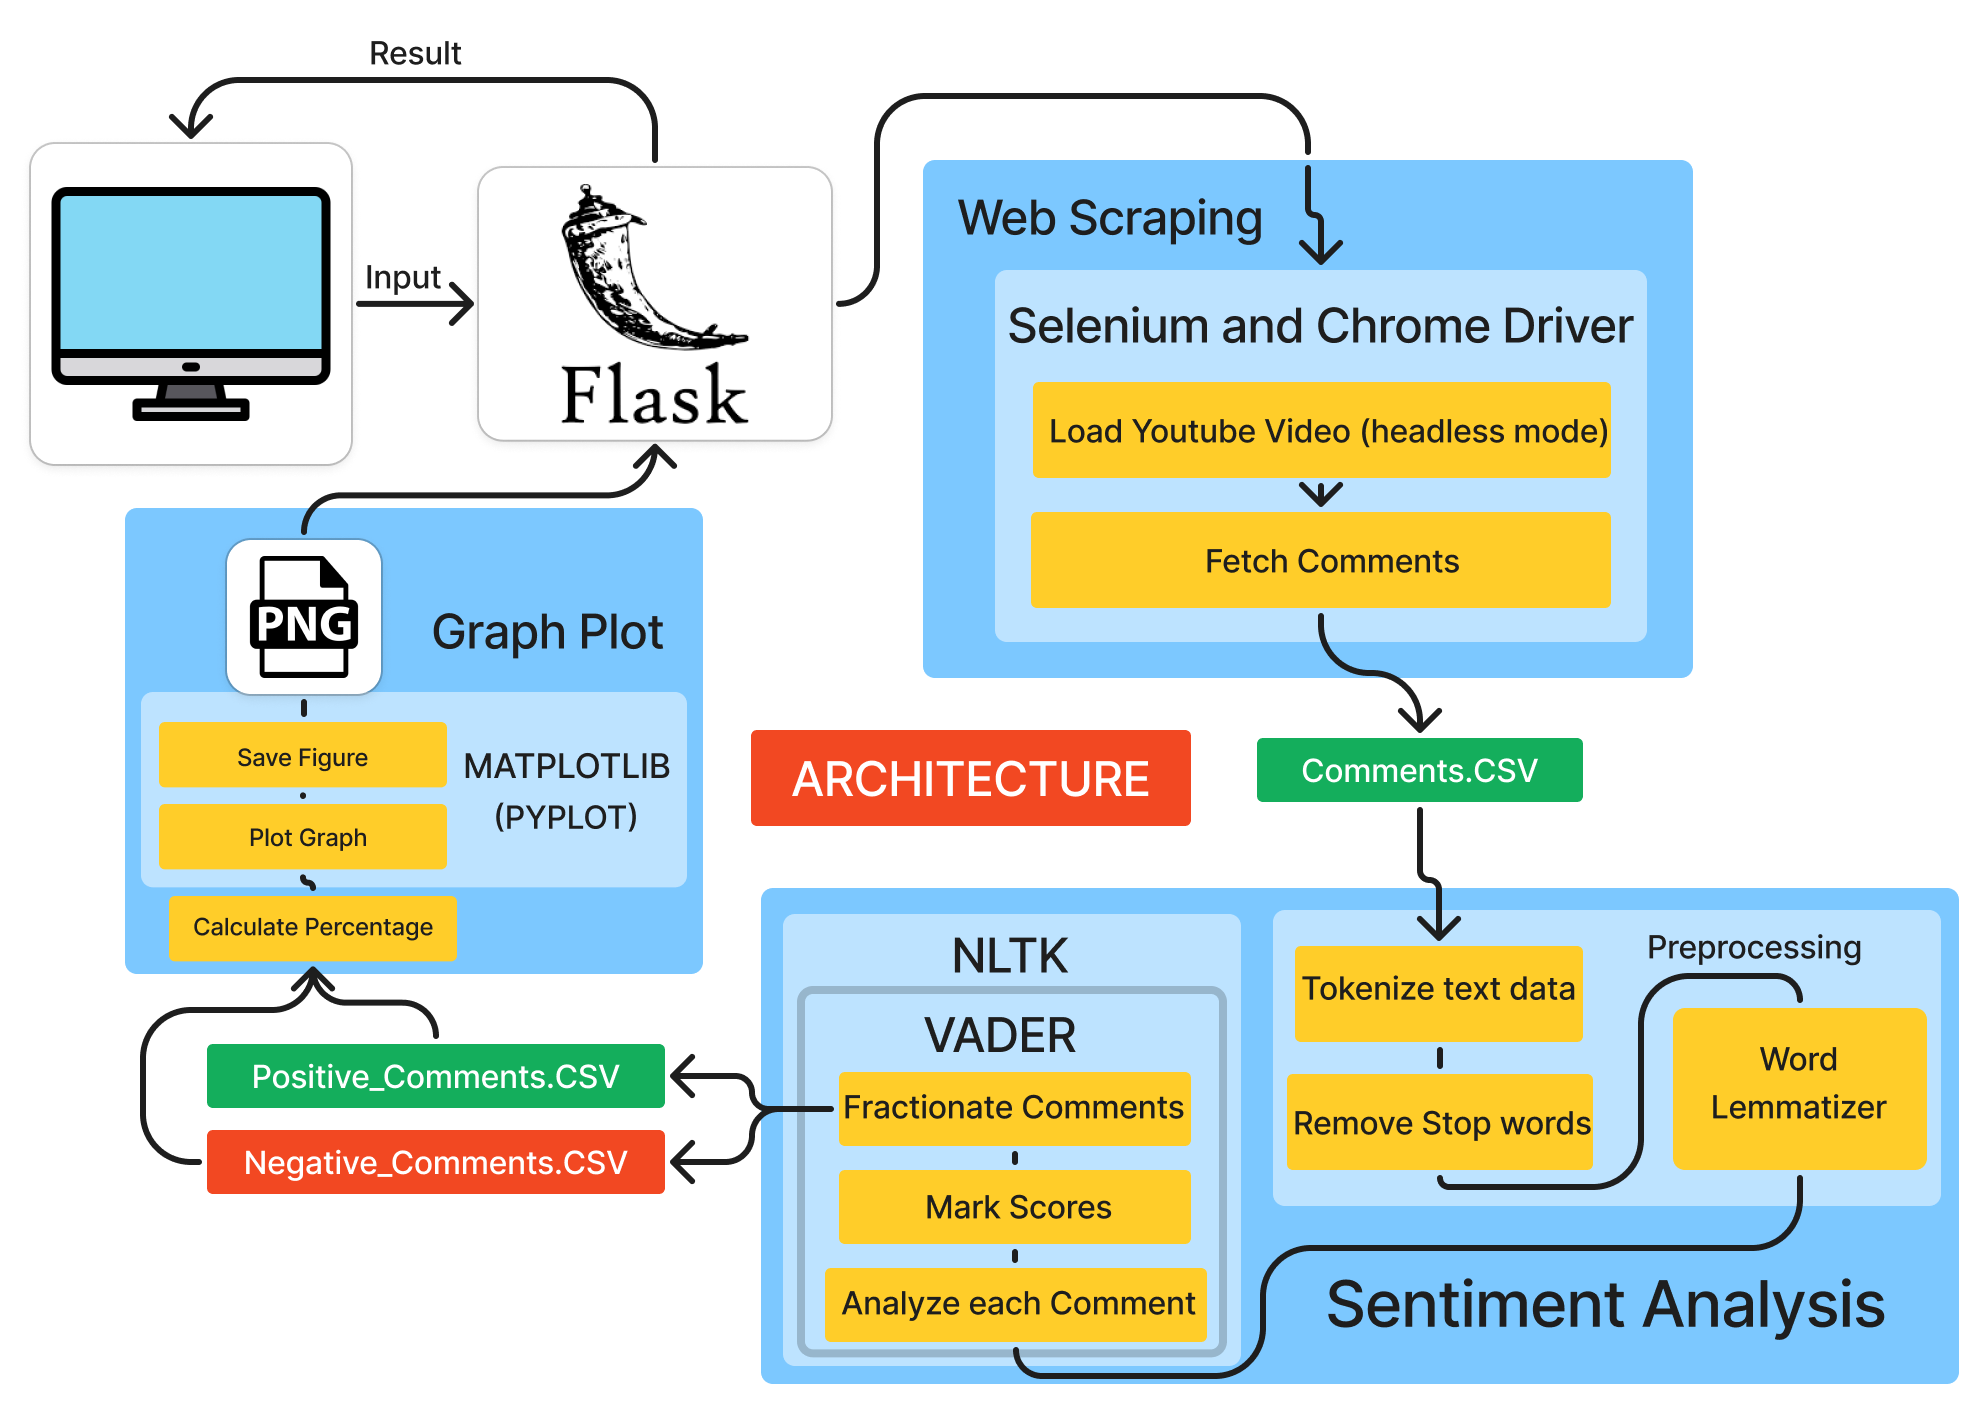 Result
Input
Flask
Web Scraping
Selenium and Chrome Driver
Load Youtube Video (headless mode)
Fetch Comments
PNG
Graph Plot
Save Figure
MATPLOTLIB
(PYPLOT)
Plot Graph
Calculate Percentage
ARCHITECTURE
Comments.CSV
NLTK
VADER
Fractionate Comments
Mark Scores
Analyze each Comment
Preprocessing
Tokenize text data
Remove Stop words
Word
Lemmatizer
Sentiment Analysis
Positive_Comments.CSV
Negative_Comments.CSV